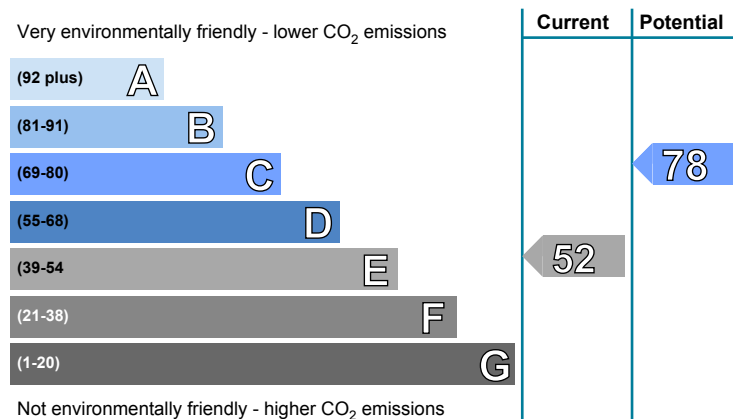 Very environmentally friendly - lower CO2 emissions
Current
Potential
(92 plus) A
(81-91) B
(69-80) C
78
(55-68) D
(39-54 E
52
(21-38) F
(1-20) G
Not environmentally friendly - higher CO2 emissions